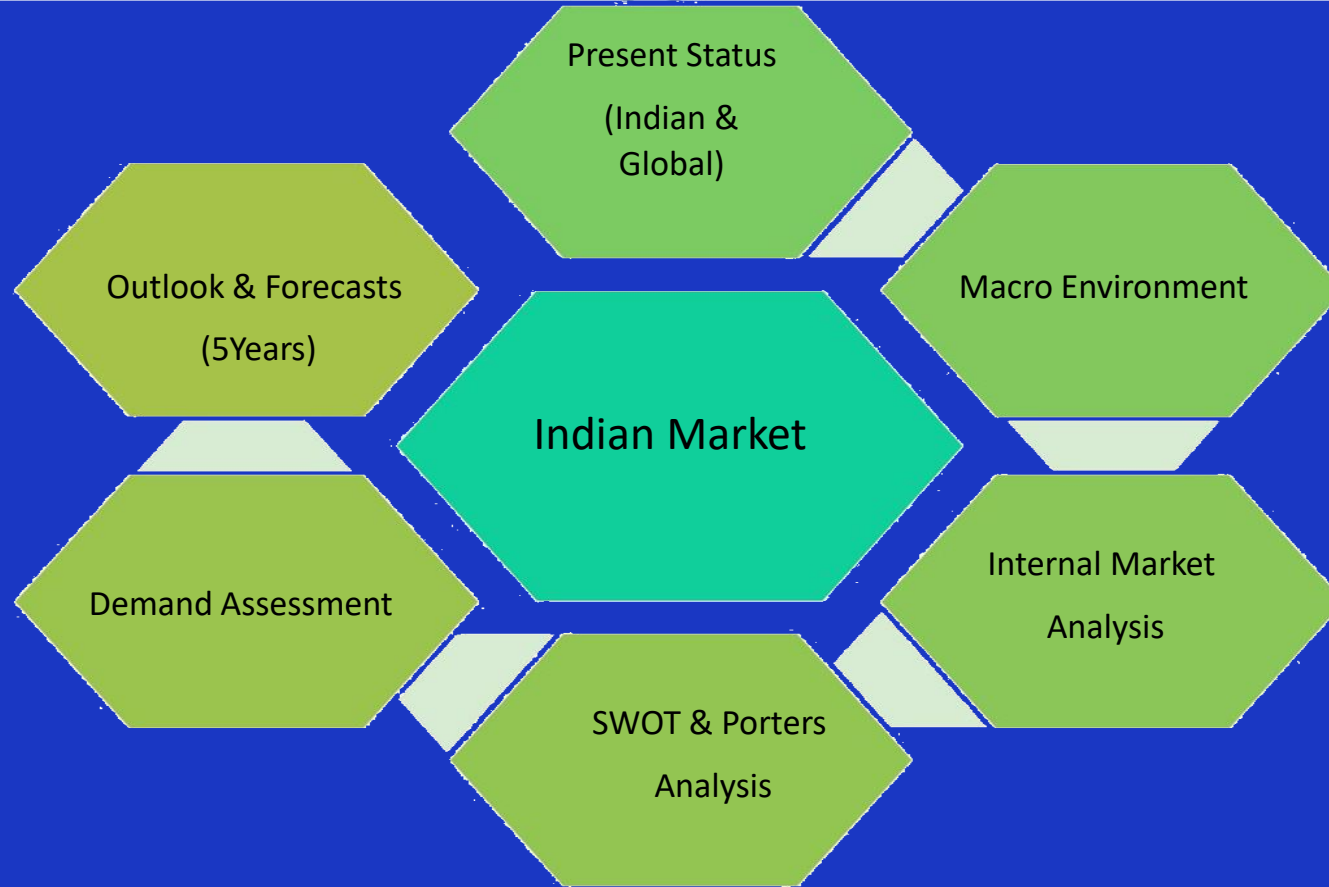 Present Status
(Indian &
Global)
Outlook & Forecasts
(5Years)
Macro Environment
Indian Market
Demand Assessment
Internal Market
Analysis
SWOT & Porters
Analysis